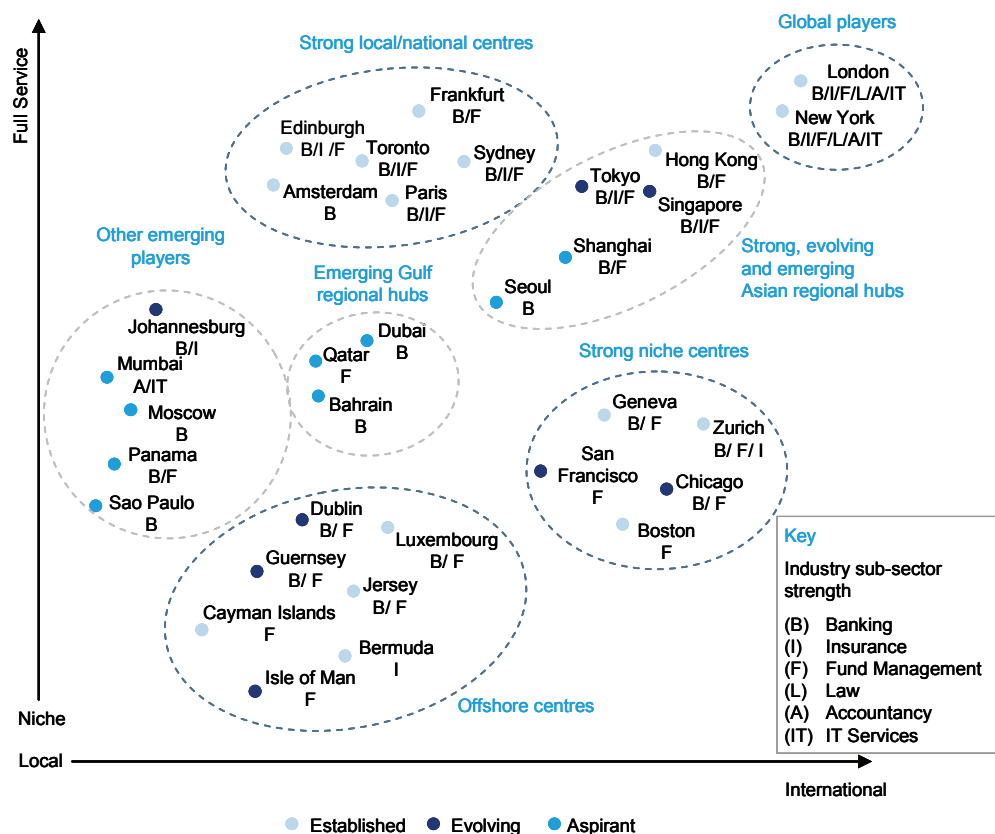 Full Service
Global players
London
B/I/F/L/A/IT
New York
B/I/F/L/A/IT
Strong local/national centres
Frankfurt
B/F
Edinburgh
B/I /F
Toronto
B/I/F
Sydney
B/I/F
Amsterdam
B
Paris
B/I/F
Hong Kong
B/F
Tokyo
B/I/F
Singapore
B/I/F
Shanghai
B/F
Seoul
B
Strong, evolving
and emerging
Asian regional hubs
Other emerging
players
Johannesburg
B/I
Mumbai
A/IT
Moscow
B
Panama
B/F
Sao Paulo
B
Emerging Gulf
regional hubs
Dubai
B
Qatar
F
Bahrain
B
Strong niche centres
Geneva
B/ F
Zurich
B/ F/ I
San
Francisco
F
Chicago
B/ F
Boston
F
Dublin
B/ F
Luxembourg
B/ F
Guernsey
B/ F
Jersey
B/ F
Cayman Islands
F
Bermuda
I
Isle of Man
F
Offshore centres
Key
Industry sub-sector
strength
(B) Banking
(I) Insurance
(F) Fund Management
(L) Law
(A) Accountancy
(IT) IT Services
Niche
Local
International
Established
Evolving
Aspirant